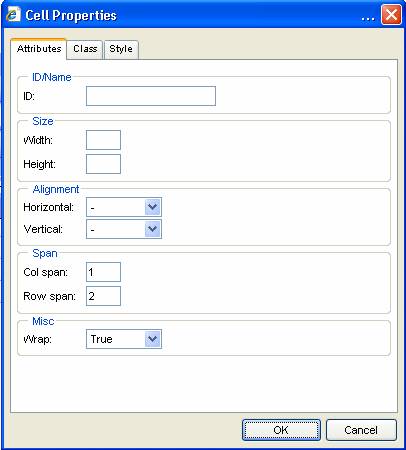 Cell Properties ...
Attributes Class Style
ID/Name
ID:
Size
Width:
Height:
Alignment
Horizontal: -
Vertical: -
Span
Col span: 1
Row span: 2
Misc
Wrap: True
OK Cancel